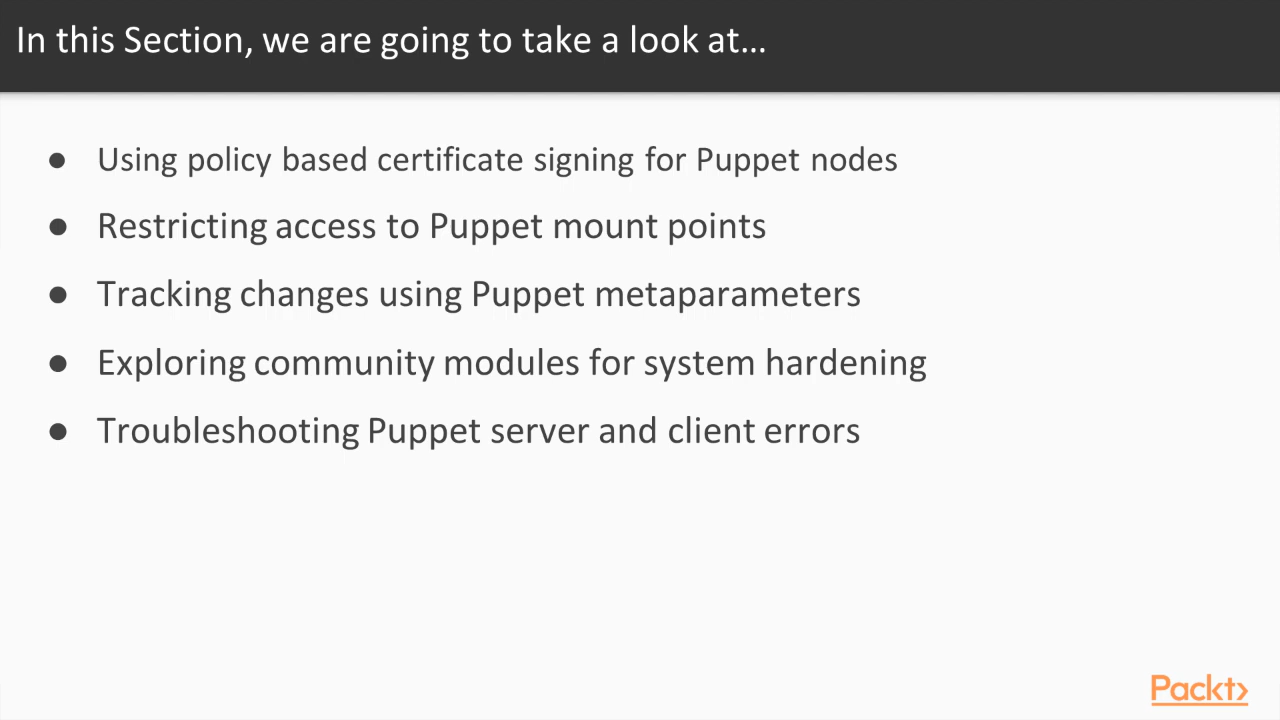 In this Section, we are going to take a look at...
● Using policy based certificate signing for Puppet nodes
● Restricting access to Puppet mount points
● Tracking changes using Puppet metaparameters
● Exploring community modules for system hardening
● Troubleshooting Puppet server and client errors
Packt>